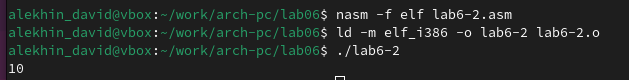 alekhin_david@vbox:~/work/arch-pc/lab06$ nasm -f elf lab6-2.asm
alekhin_david@vbox:~/work/arch-pc/lab06$ ld -m elf_i386 -o lab6-2 lab6-2.o
alekhin_david@vbox:~/work/arch-pc/lab06$ ./lab6-2
10